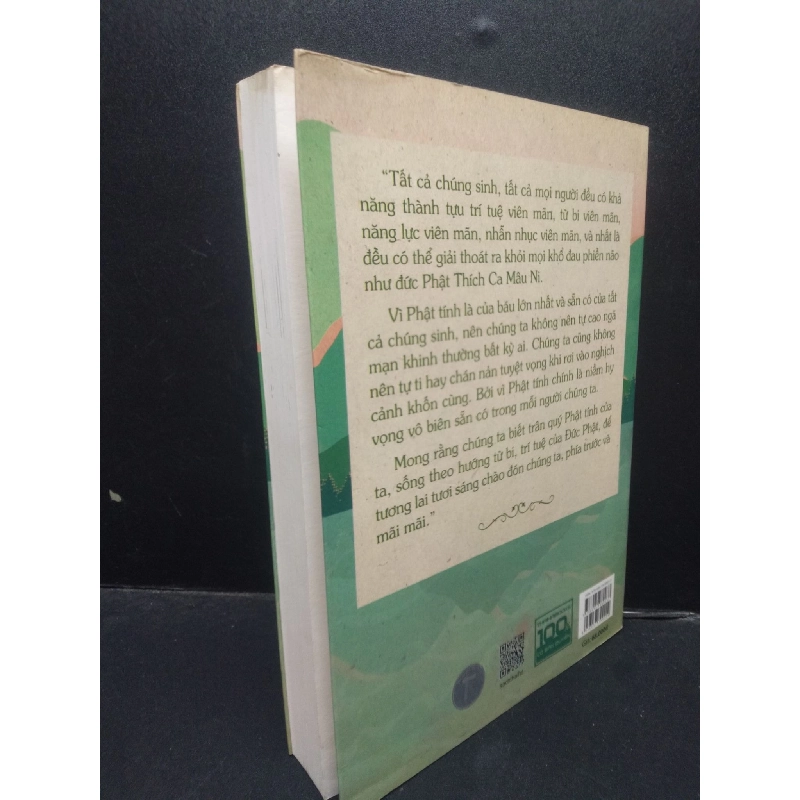 “Tất cả chúng sinh, tất cả mọi người đều có khả
năng thành tựu trí tuệ viên mãn, từ bi viên mãn,
năng lực viên mãn, nhẫn nhục viên mãn, và nhất là
đều có thể giải thoát ra khỏi mọi khổ đau phiền não
như đức Phật Thích Ca Mâu Ni.
Vì Phật tính là của báu lớn nhất và sẵn có của tất
cả chúng sinh, nên chúng ta không nên tự cao ngã
mạn khinh thường bất kỳ ai. Chúng ta cũng không
nên tự ti hay chán nản tuyệt vọng khi rơi vào nghịch
cảnh khốn cùng. Bởi vì Phật tính chính là niềm hy
vọng vô biên sẵn có trong mỗi người chúng ta.
Mong rằng chúng ta biết trân quý Phật tính của
ta, sống theo hướng từ bi, trí tuệ của Đức Phật, để
tương lai tươi sáng chào đón chúng ta, phía trước và
mãi mãi.”
100